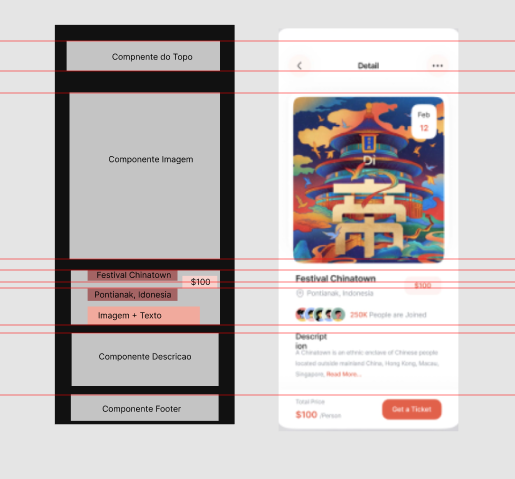 Compnente do Topo
Componente Imagem
Festival Chinatown
$100
Pontianak, Idonesia
Imagem + Texto
Componente Descricao
Componente Footer
Detail
Feb
12
Di
帝
Festival Chinatown
$100
Pontianak, Indonesia
250K People are Joined
Descript
ion
A Chinatown is an ethnic enclave of Chinese people
located outside mainland China, Hong Kong, Macau,
Singapore, Read More...
Total Price
$100 /Person
Get a Ticket